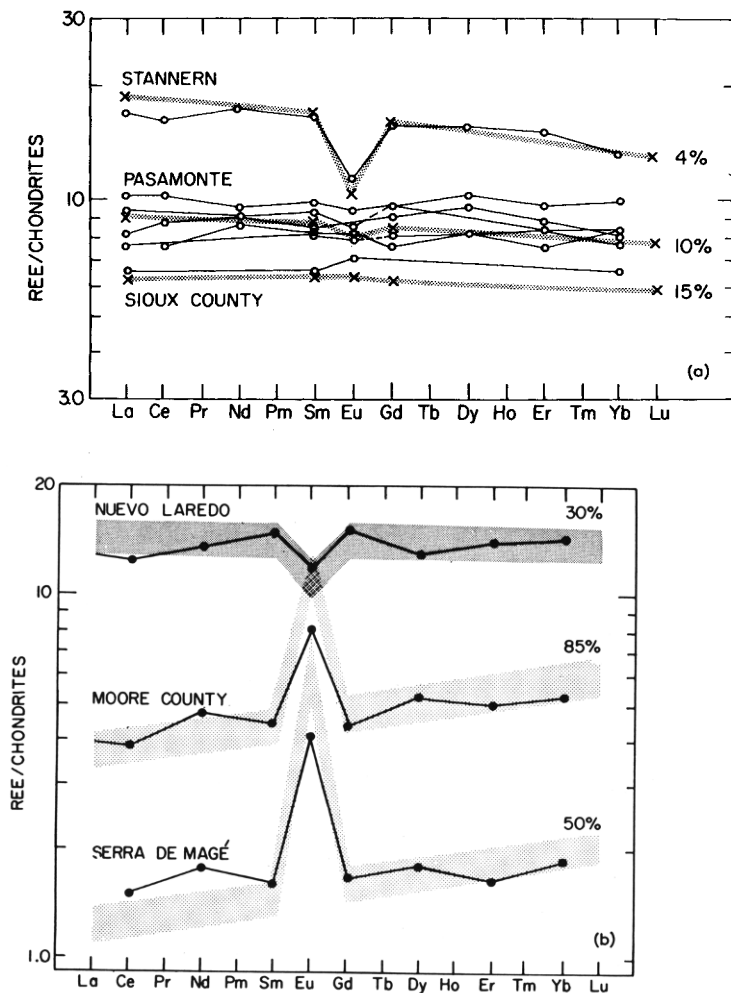 30
STANNERN
4%
PASAMONTE
10
10%
15%
SIOUX COUNTY
REE/CHONDRITES
(a)
3.0
La Ce Pr Nd Pm Sm Eu Gd Tb Dy Ho Er Tm Yb Lu
20
NUEVO LAREDO
30%
10
85%
MOORE COUNTY
REE/CHONDRITES
50%
SERRA DE MAGÉ
(b)
1.0
La Ce Pr Nd Pm Sm Eu Gd Tb Dy Ho Er Tm Yb Lu